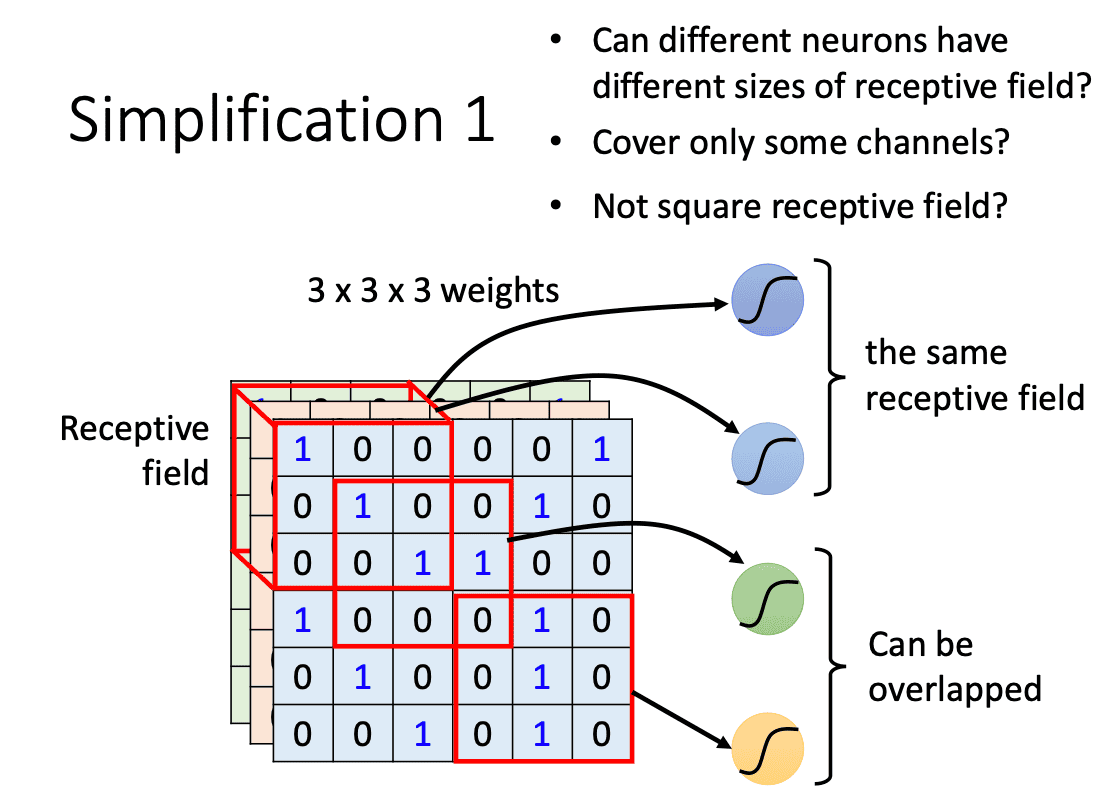 Simplification 1
• Can different neurons have
different sizes of receptive field?
• Cover only some channels?
• Not square receptive field?
3 x 3 x 3 weights
the same
receptive field
Receptive
field
1 0 0 0 0 1
0 1 0 0 1 0
0 0 1 1 0 0
1 0 0 0 1 0
0 1 0 0 1 0
0 0 1 0 1 0
Can be
overlapped